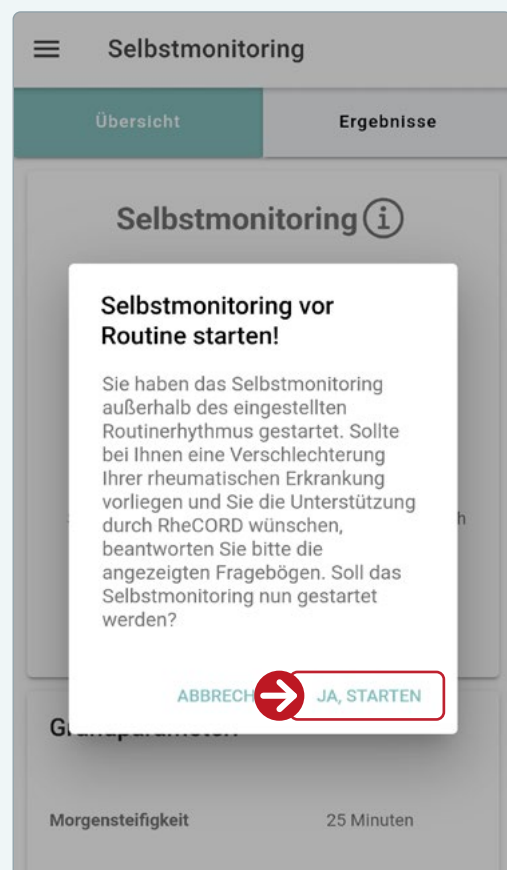 Selbstmonitoring
Übersicht
Ergebnisse
Selbstmonitoring
Selbstmonitoring vor
Routine starten!
Sie haben das Selbstmonitoring
außerhalb des eingestellten
Routinerhythmus gestartet. Sollte
bei Ihnen eine Verschlechterung
Ihrer rheumatischen Erkrankung
vorliegen und Sie die Unterstützung
durch RheCORD wünschen,
beantworten Sie bitte die
angezeigten Fragebögen. Soll das
Selbstmonitoring nun gestartet
werden?
JA, STARTEN
Morgensteifigkeit
25 Minuten